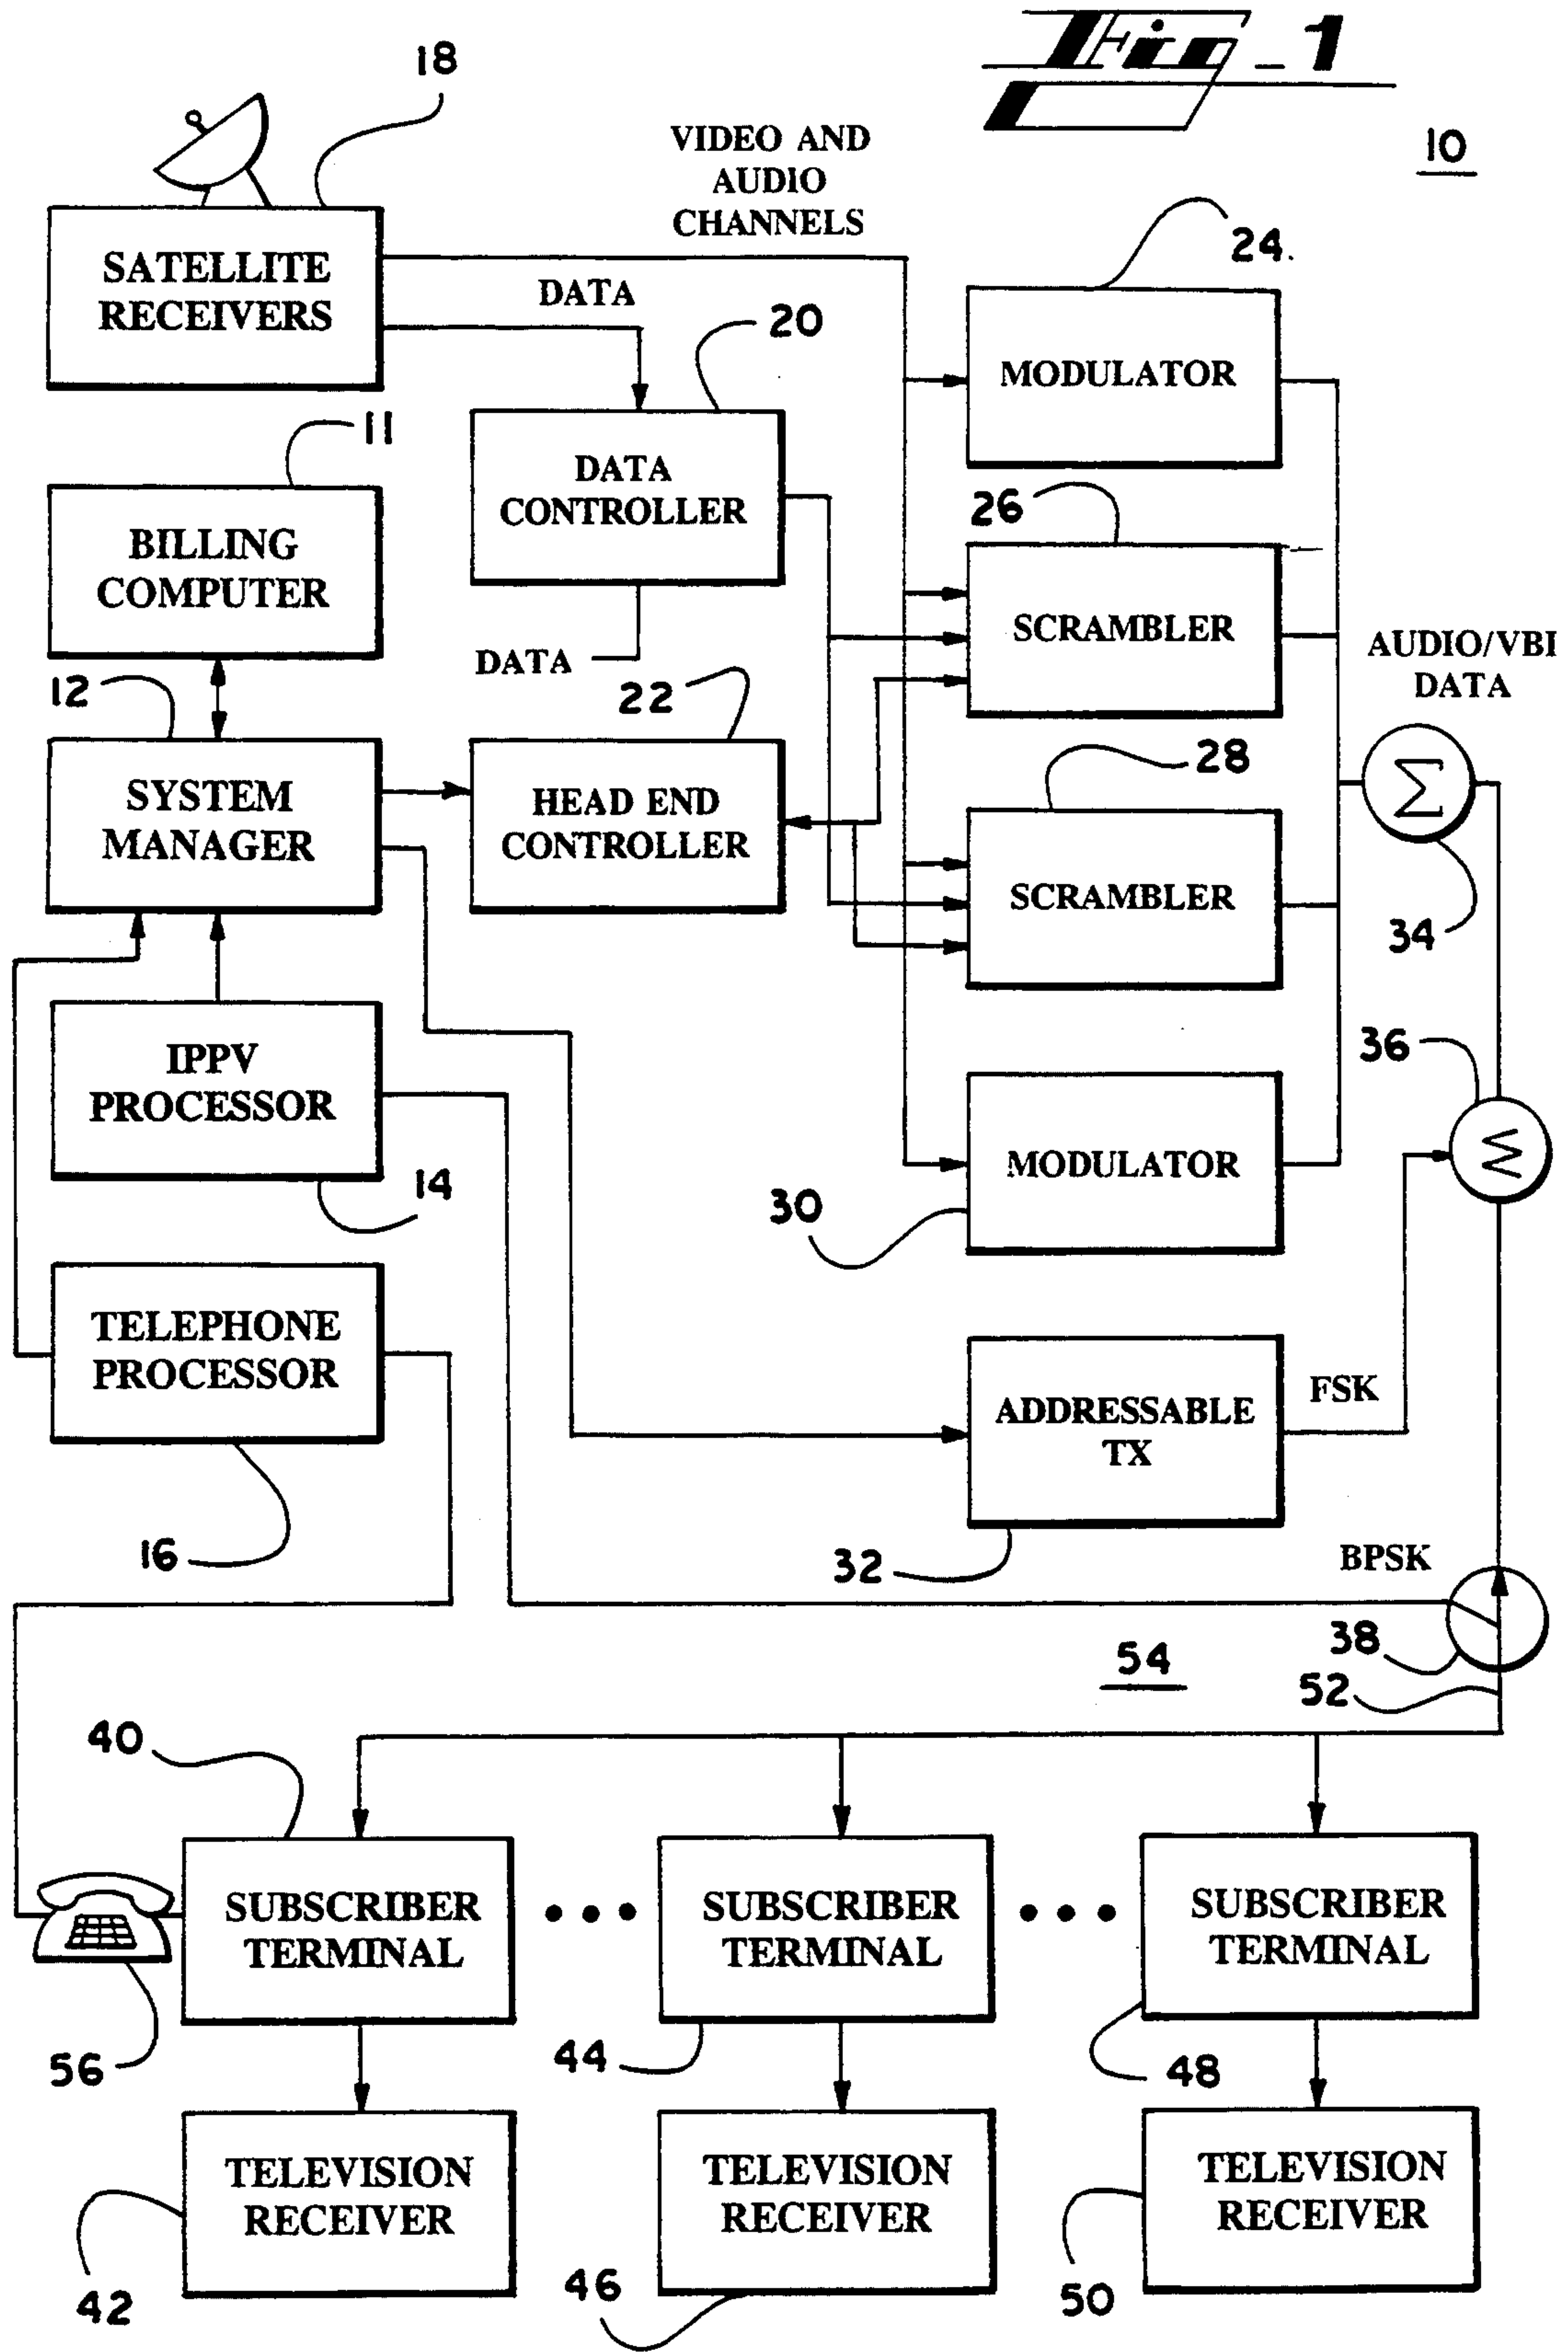 Fig-1
10
18
VIDEO AND
AUDIO
CHANNELS
24
SATELLITE
RECEIVERS
DATA
20
MODULATOR
11
DATA
CONTROLLER
26
BILLING
COMPUTER
SCRAMBLER
AUDIO/VBI
DATA
DATA
12
22
28
Σ
SYSTEM
MANAGER
HEAD END
CONTROLLER
SCRAMBLER
34
36
IPPV
PROCESSOR
Σ
MODULATOR
14
30
TELEPHONE
PROCESSOR
FSK
ADDRESSABLE
TX
16
32
BPSK
38
54
52
40
SUBSCRIBER
TERMINAL
SUBSCRIBER
TERMINAL
SUBSCRIBER
TERMINAL
56
44
48
TELEVISION
RECEIVER
TELEVISION
RECEIVER
TELEVISION
RECEIVER
42
46
50